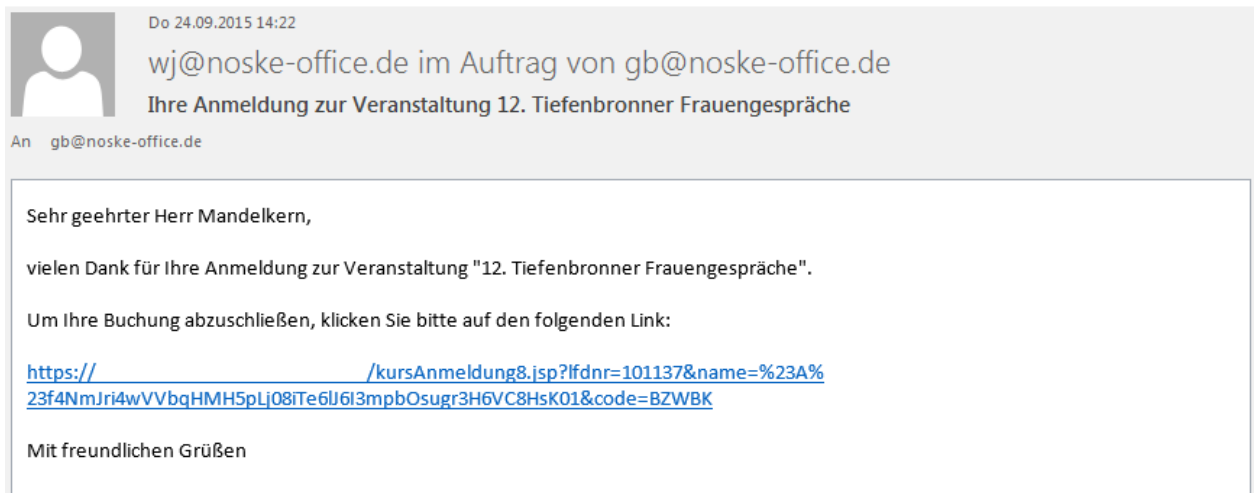 Do 24.09.2015 14:22
wj@noske-office.de im Auftrag von gb@noske-office.de
Ihre Anmeldung zur Veranstaltung 12. Tiefenbronner Frauengespräche
An gb@noske-office.de
Sehr geehrter Herr Mandelkern,
vielen Dank für Ihre Anmeldung zur Veranstaltung "12. Tiefenbronner Frauengespräche".
Um Ihre Buchung abzuschließen, klicken Sie bitte auf den folgenden Link:
https:// /kursAnmeldung8.jsp?lfdnr=101137&name=%23A%
23f4NmJri4wVVbqHMH5pLj08iTe6lJ6I3mpbOsugr3H6VC8HsK01&code=BZWBK
Mit freundlichen Grüßen